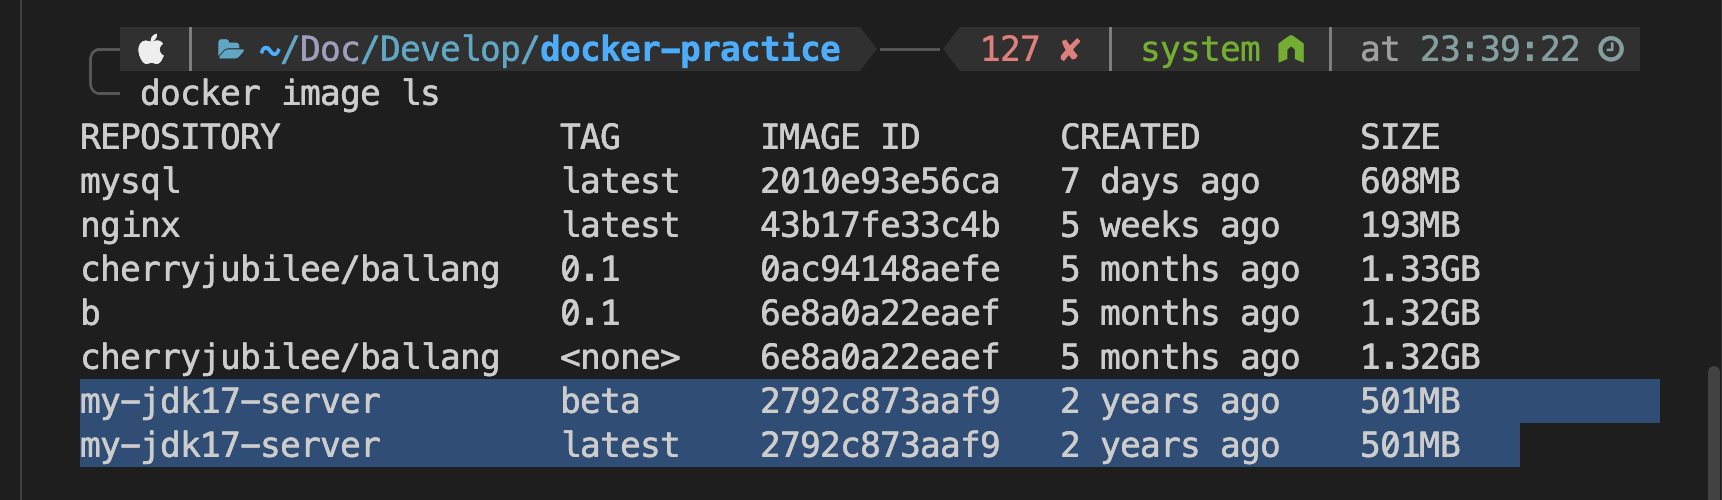 ~/Doc/Develop/docker-practice 127 ✘ system at 23:39:22
docker image ls
REPOSITORY TAG IMAGE ID CREATED SIZE
mysql latest 2010e93e56ca 7 days ago 608MB
nginx latest 43b17fe33c4b 5 weeks ago 193MB
cherryjubilee/ballang 0.1 0ac94148aefe 5 months ago 1.33GB
b 0.1 6e8a0a22eaef 5 months ago 1.32GB
cherryjubilee/ballang <none> 6e8a0a22eaef 5 months ago 1.32GB
my-jdk17-server beta 2792c873aaf9 2 years ago 501MB
my-jdk17-server latest 2792c873aaf9 2 years ago 501MB